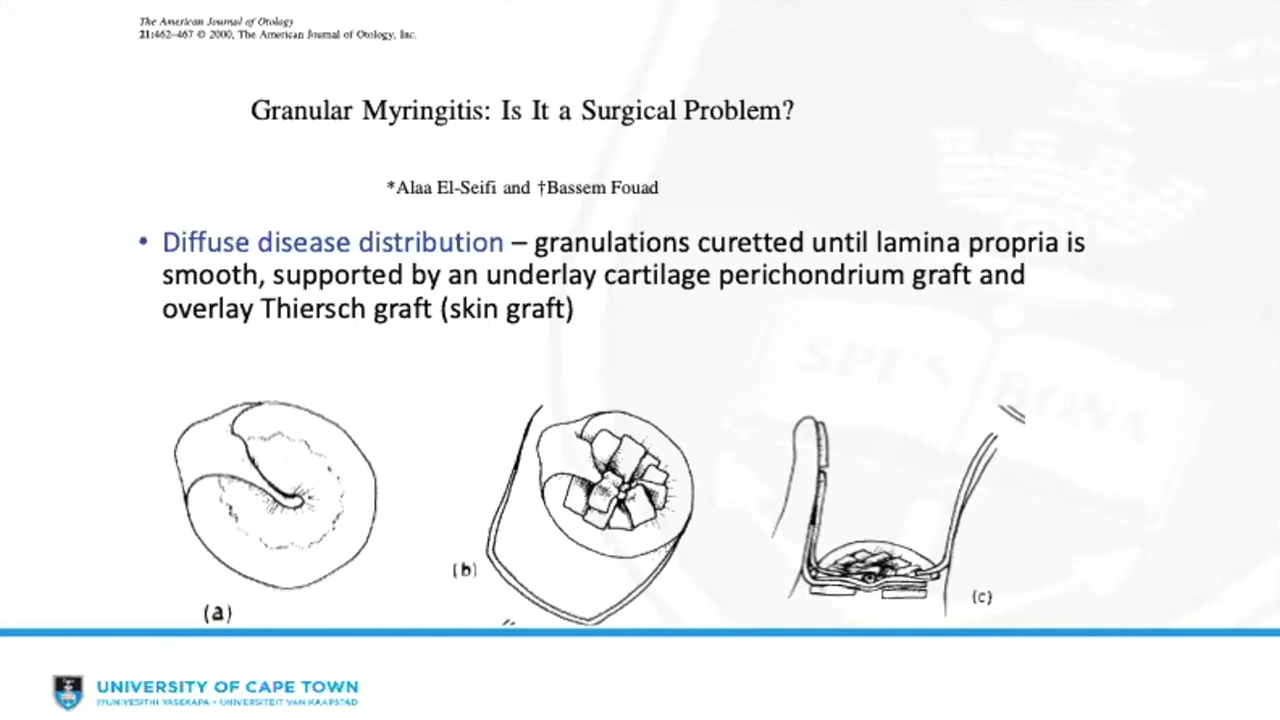 The American Journal of Otology
21:462–467 © 2000, The American Journal of Otology, Inc.
Granular Myringitis: Is It a Surgical Problem?
*Alaa El-Seifi and †Bassem Fouad
• Diffuse disease distribution – granulations curetted until lamina propria is
smooth, supported by an underlay cartilage perichondrium graft and
overlay Thiersch graft (skin graft)
SPES BONA
(a)
(b)
(c)
UNIVERSITY OF CAPE TOWN
IYUNIVESITHI YASEKAPA • UNIVERSITEIT VAN KAAPSTAD